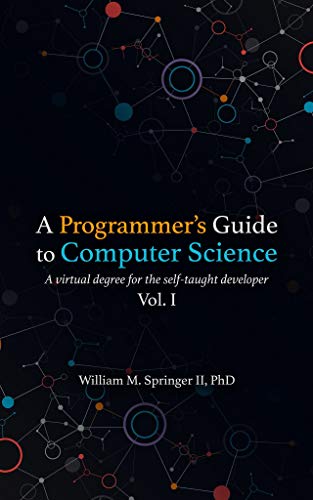 A Programmer's Guide
to Computer Science
A virtual degree for the self-taught developer
Vol. I
William M. Springer II, PhD